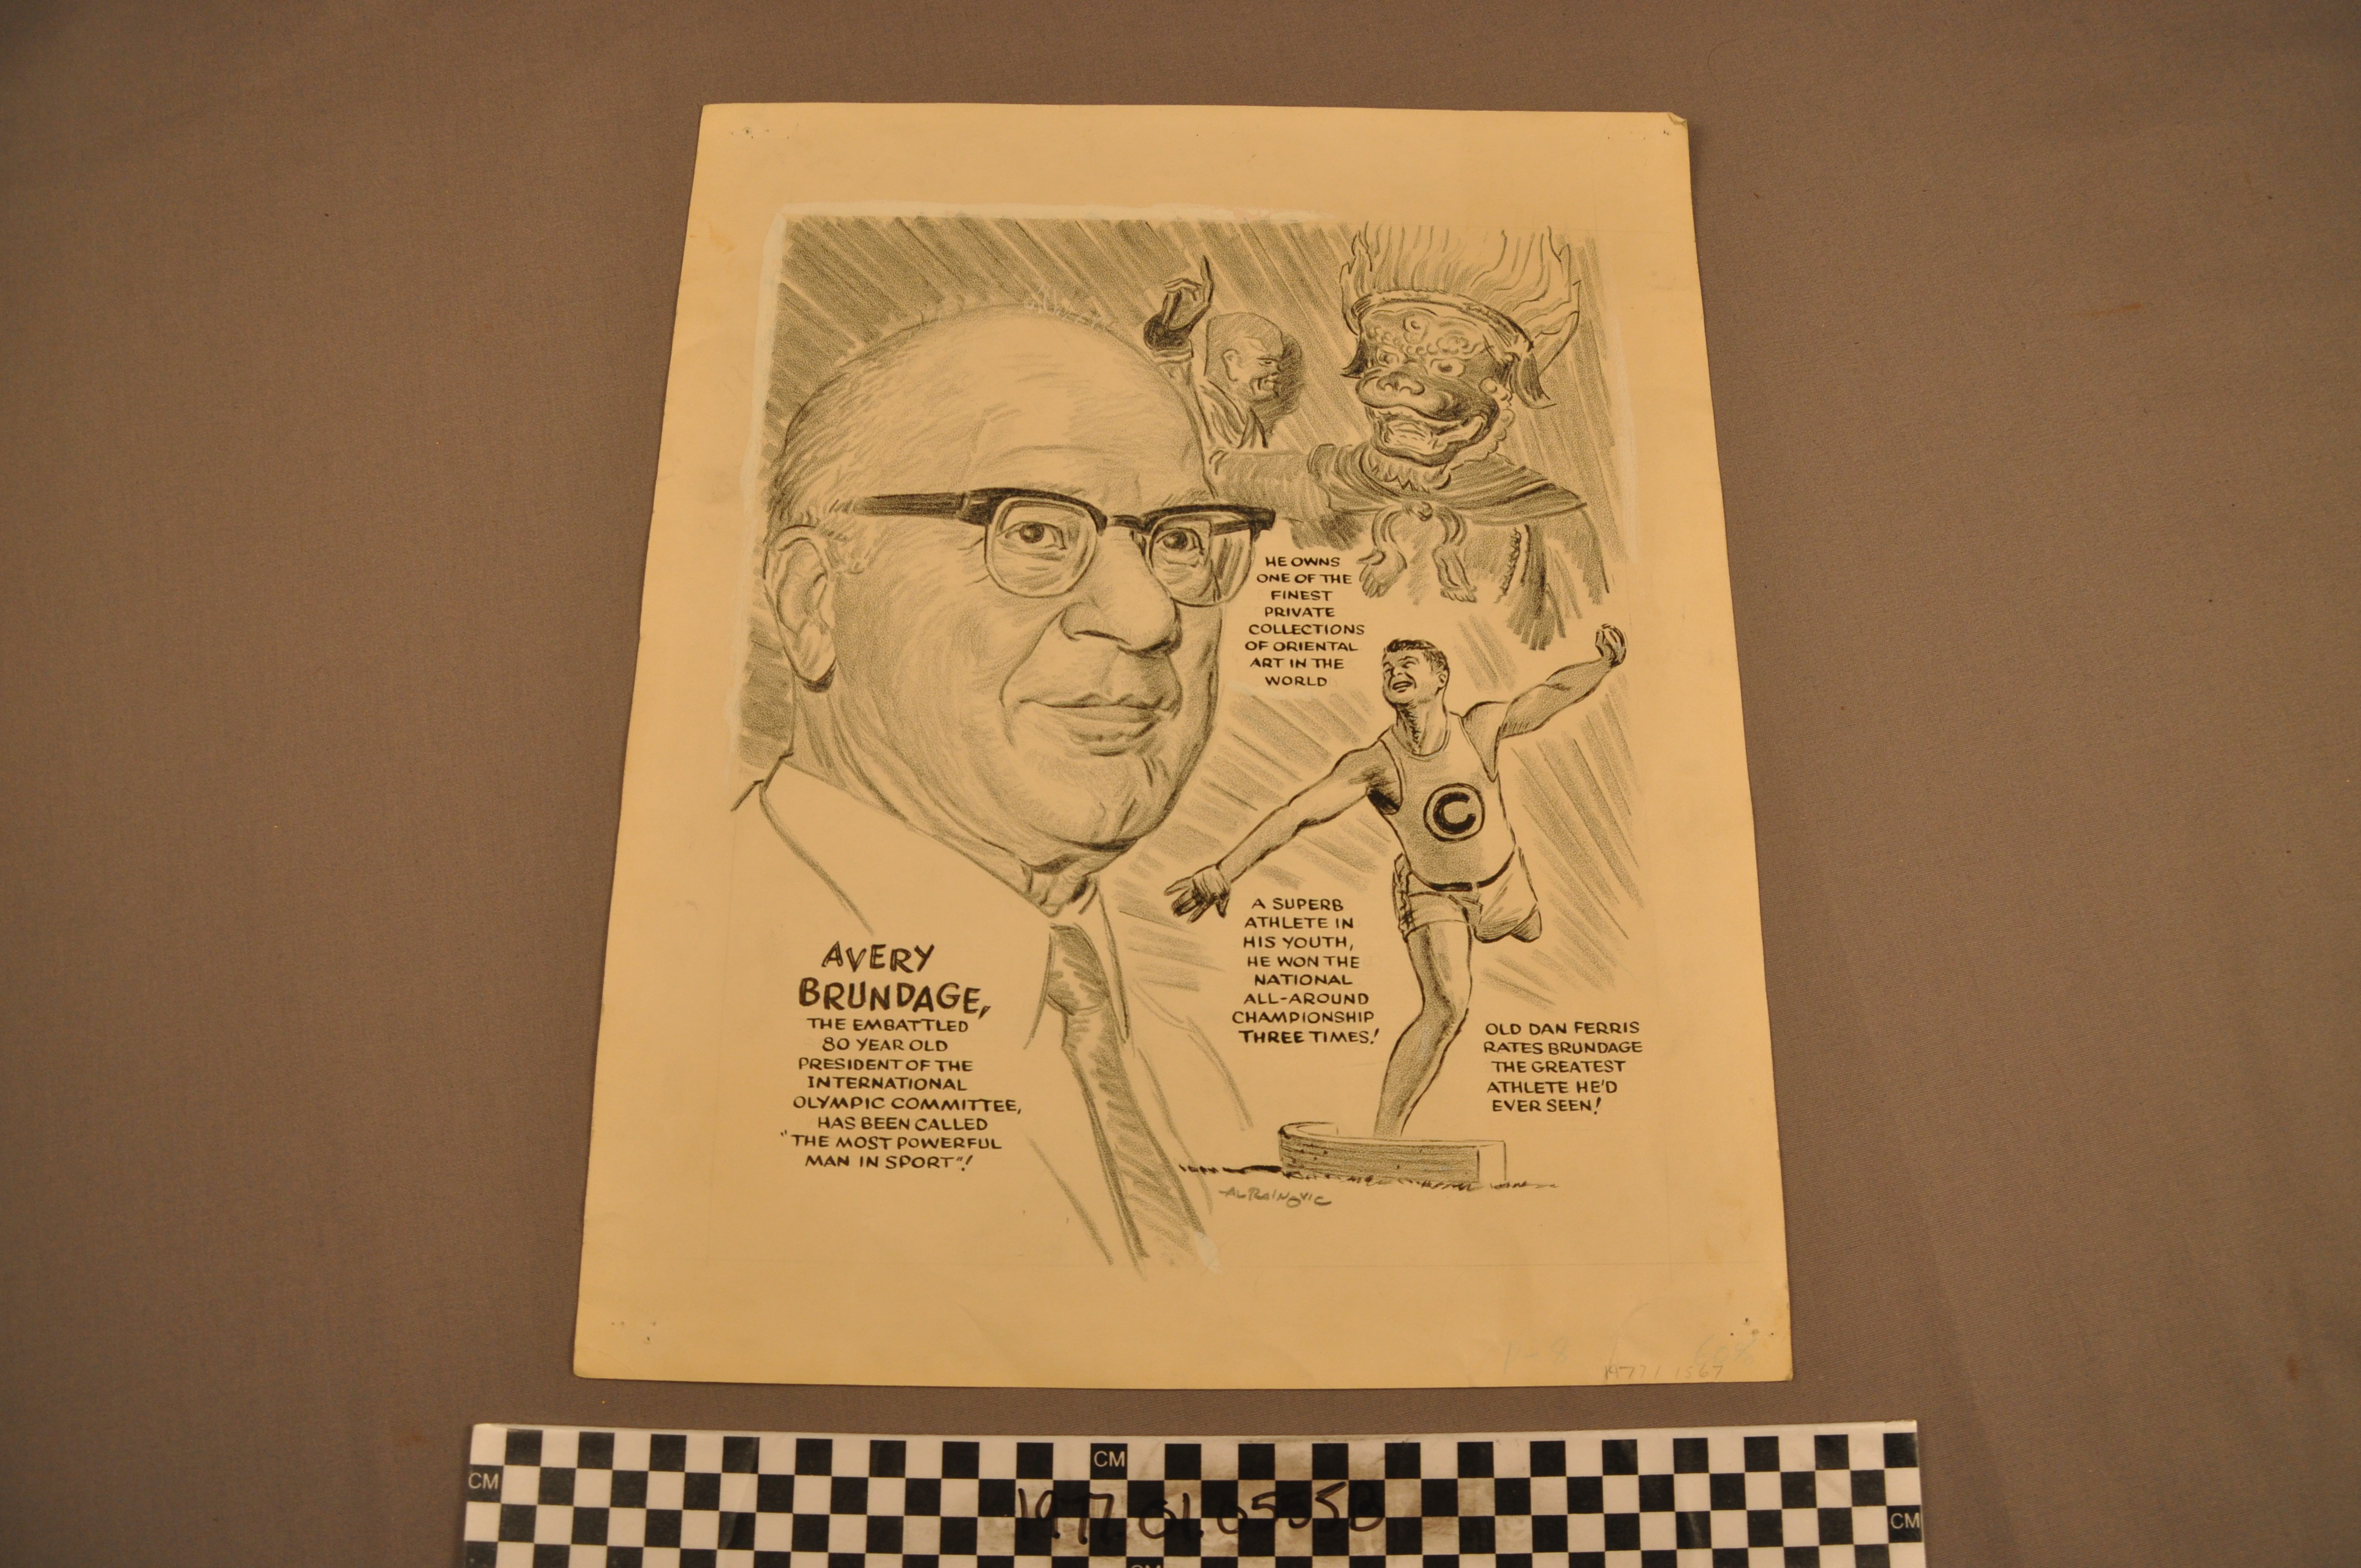 HE OWNS
ONE OF THE
FINEST
PRIVATE
COLLECTIONS
OF ORIENTAL
ART IN THE
WORLD
C
A SUPERB
ATHLETE IN
HIS YOUTH,
HE WON THE
NATIONAL
ALL-AROUND
CHAMPIONSHIP
THREE TIMES!
AVERY
BRUNDAGE,
THE EMBATTLED
80 YEAR OLD
PRESIDENT OF THE
INTERNATIONAL
OLYMPIC COMMITTEE,
HAS BEEN CALLED
"THE MOST POWERFUL
MAN IN SPORT"!
OLD DAN FERRIS
RATES BRUNDAGE
THE GREATEST
ATHLETE HE'D
EVER SEEN!
AL RAINOVIC
CM
CM
CM